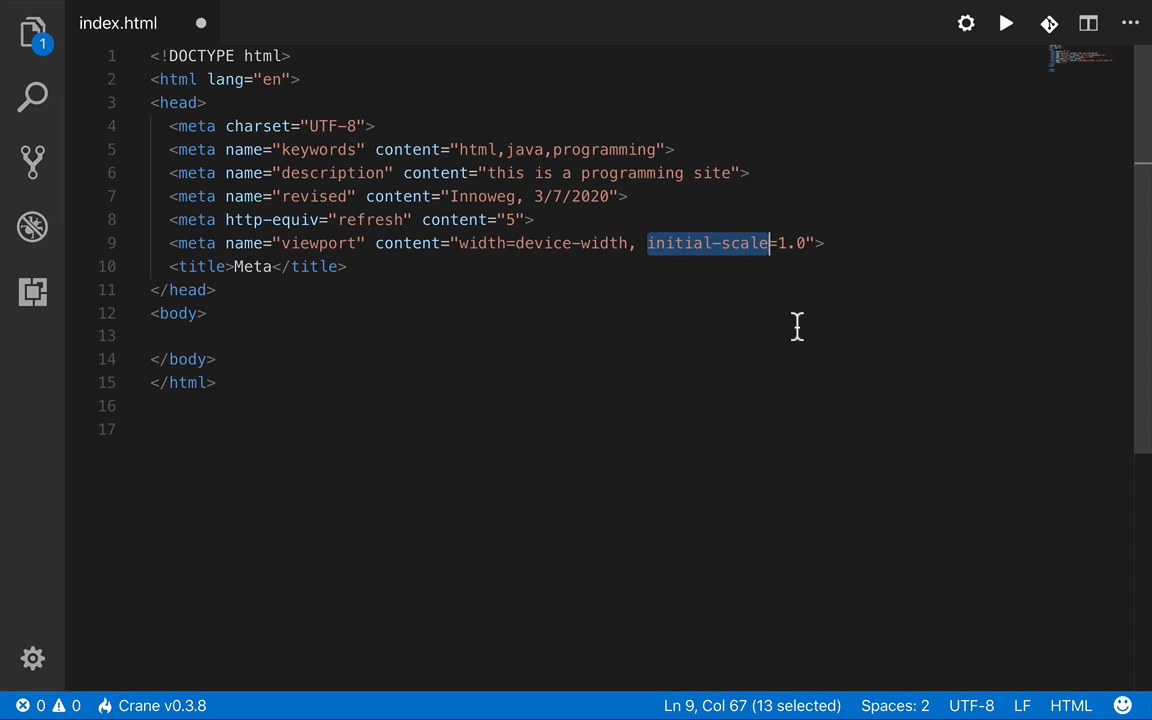 index.html
1
1 <!DOCTYPE html>
2 <html lang="en">
3 <head>
4 <meta charset="UTF-8">
5 <meta name="keywords" content="html,java,programming">
6 <meta name="description" content="this is a programming site">
7 <meta name="revised" content="Innoweg, 3/7/2020">
8 <meta http-equiv="refresh" content="5">
9 <meta name="viewport" content="width=device-width, initial-scale=1.0">
10 <title>Meta</title>
11 </head>
12 <body>
13
14 </body>
15 </html>
16
17
0 0 Crane v0.3.8 Ln 9, Col 67 (13 selected) Spaces: 2 UTF-8 LF HTML